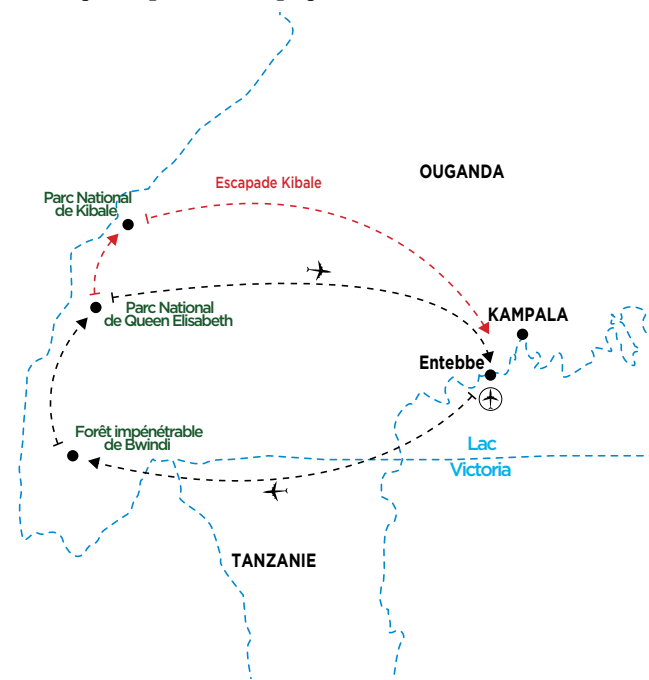 OUGANDA
Escapade Kibale
Parc National
de Kibale
Parc National
de Queen Elisabeth
KAMPALA
Entebbe
Forêt impénétrable
de Bwindi
Lac
Victoria
TANZANIE